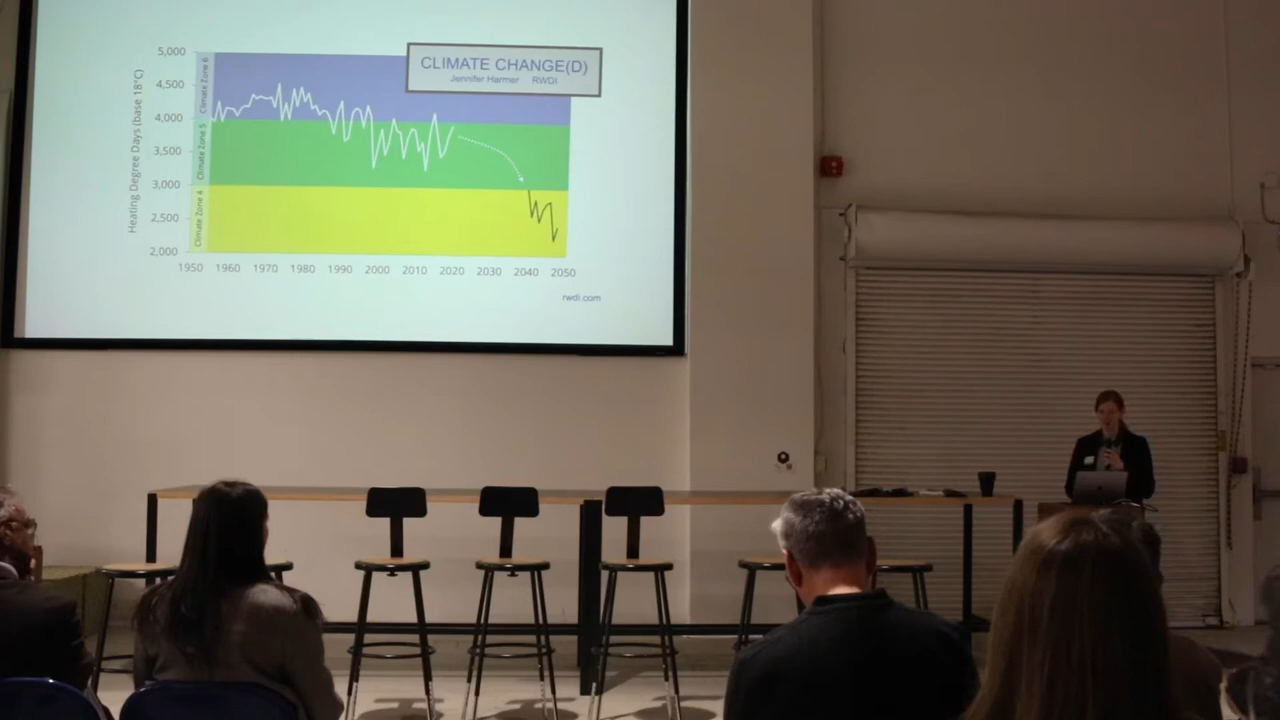 CLIMATE CHANGE(D)
Jennifer Harmer RWDI
Heating Degree Days (base 18°C)
5,000
4,500
4,000
3,500
3,000
2,500
2,000
Climate Zone 6
Climate Zone 5
Climate Zone 4
1950 1960 1970 1980 1990 2000 2010 2020 2030 2040 2050
rwdi.com